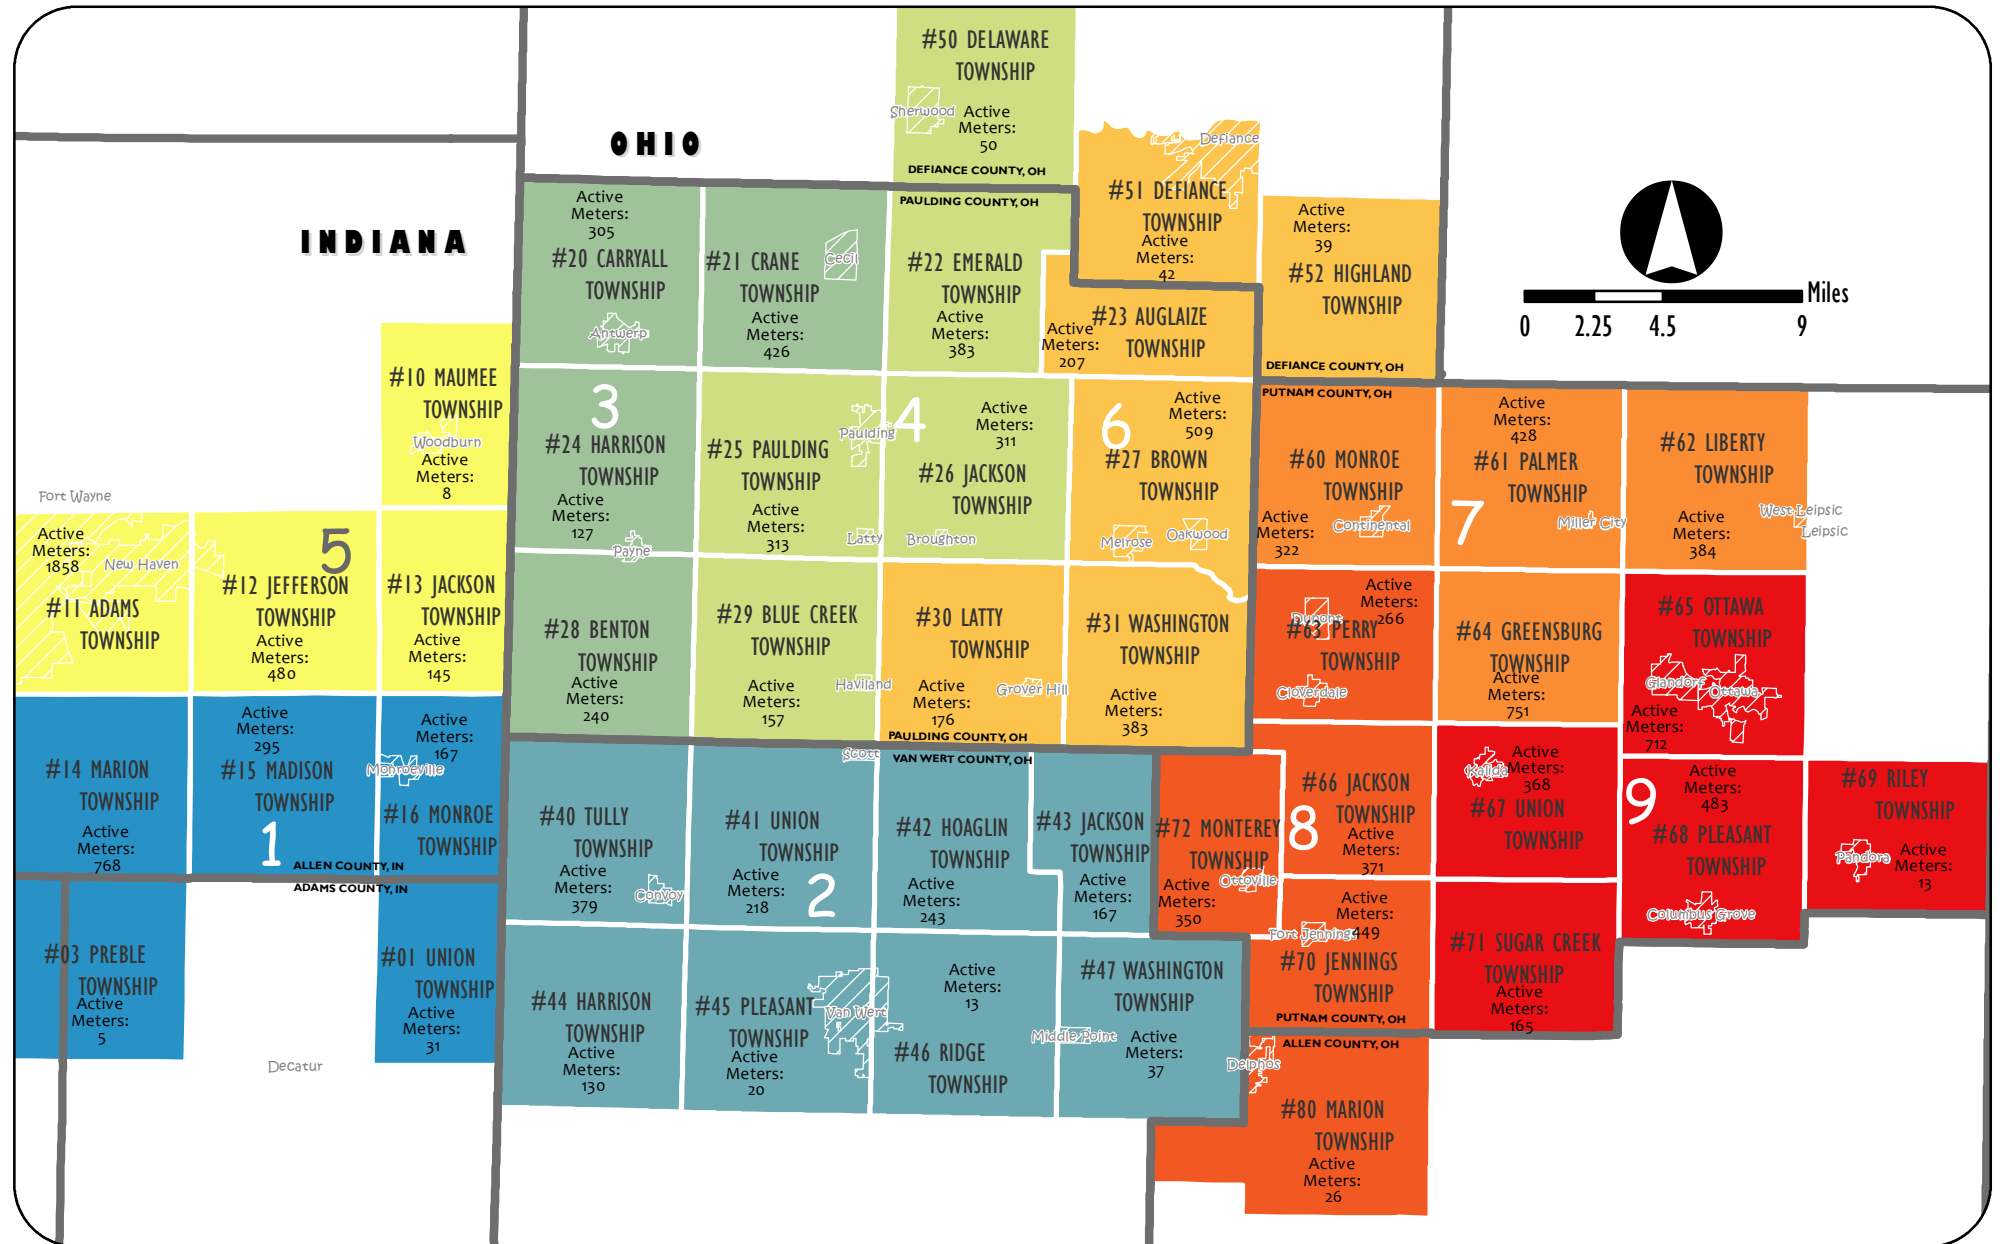 #50 DELAWARE
TOWNSHIP
Sherwood
Active
Meters:
50
DEFIANCE COUNTY, OH
OHIO
INDIANA
Defiance
#51 DEFIANCE
TOWNSHIP
Active
Meters:
42
Active
Meters:
39
#52 HIGHLAND
TOWNSHIP
DEFIANCE COUNTY, OH
Miles
0 2.25 4.5 9
Active
Meters:
305
#20 CARRYALL
TOWNSHIP
Antwerp
#21 CRANE
TOWNSHIP
Cecil
Active
Meters:
426
PAULDING COUNTY, OH
#22 EMERALD
TOWNSHIP
Active
Meters:
383
#23 AUGLAIZE
TOWNSHIP
Active
Meters:
207
#10 MAUMEE
TOWNSHIP
Woodburn
Active
Meters:
8
3
#24 HARRISON
TOWNSHIP
Active
Meters:
127
Payne
#25 PAULDING
TOWNSHIP
Paulding
Active
Meters:
313
Latty
4
Active
Meters:
311
#26 JACKSON
TOWNSHIP
Broughton
6
Active
Meters:
509
#27 BROWN
TOWNSHIP
Melrose
Oakwood
PUTNAM COUNTY, OH
#60 MONROE
TOWNSHIP
Active
Meters:
322
Continental
Active
Meters:
428
#61 PALMER
TOWNSHIP
7
Miller City
#62 LIBERTY
TOWNSHIP
Active
Meters:
384
West Leipsic
Leipsic
Fort Wayne
Active
Meters:
1858
New Haven
#11 ADAMS
TOWNSHIP
5
#12 JEFFERSON
TOWNSHIP
Active
Meters:
480
#13 JACKSON
TOWNSHIP
Active
Meters:
145
#28 BENTON
TOWNSHIP
Active
Meters:
240
#29 BLUE CREEK
TOWNSHIP
Haviland
Active
Meters:
157
#30 LATTY
TOWNSHIP
Active
Meters:
176
Grover Hill
PAULDING COUNTY, OH
#31 WASHINGTON
TOWNSHIP
Active
Meters:
383
Active
Meters:
266
Dupont
#63 PERRY
TOWNSHIP
Cloverdale
#64 GREENSBURG
TOWNSHIP
Active
Meters:
751
#65 OTTAWA
TOWNSHIP
Glandorf
Ottawa
Active
Meters:
712
#14 MARION
TOWNSHIP
Active
Meters:
768
Active
Meters:
295
#15 MADISON
TOWNSHIP
1
Active
Meters:
167
Monroeville
#16 MONROE
TOWNSHIP
ALLEN COUNTY, IN
ADAMS COUNTY, IN
Scott
VAN WERT COUNTY, OH
#40 TULLY
TOWNSHIP
Active
Meters:
379
Convoy
#41 UNION
TOWNSHIP
Active
Meters:
218
2
#42 HOAGLIN
TOWNSHIP
Active
Meters:
243
#43 JACKSON
TOWNSHIP
Active
Meters:
167
#72 MONTEREY
TOWNSHIP
Ottoville
Active
Meters:
350
8
#66 JACKSON
TOWNSHIP
Active
Meters:
371
Kalida
Active
Meters:
368
#67 UNION
TOWNSHIP
9
Active
Meters:
483
#68 PLEASANT
TOWNSHIP
Columbus Grove
#69 RILEY
TOWNSHIP
Pandora
Active
Meters:
13
#03 PREBLE
TOWNSHIP
Active
Meters:
5
#01 UNION
TOWNSHIP
Active
Meters:
31
Decatur
#44 HARRISON
TOWNSHIP
Active
Meters:
130
#45 PLEASANT
TOWNSHIP
Van Wert
Active
Meters:
20
Active
Meters:
13
#46 RIDGE
TOWNSHIP
#47 WASHINGTON
TOWNSHIP
Middle Point
Active
Meters:
37
Active
Meters:
449
Fort Jennings
#70 JENNINGS
TOWNSHIP
PUTNAM COUNTY, OH
#71 SUGAR CREEK
TOWNSHIP
Active
Meters:
165
ALLEN COUNTY, OH
Delphos
#80 MARION
TOWNSHIP
Active
Meters:
26